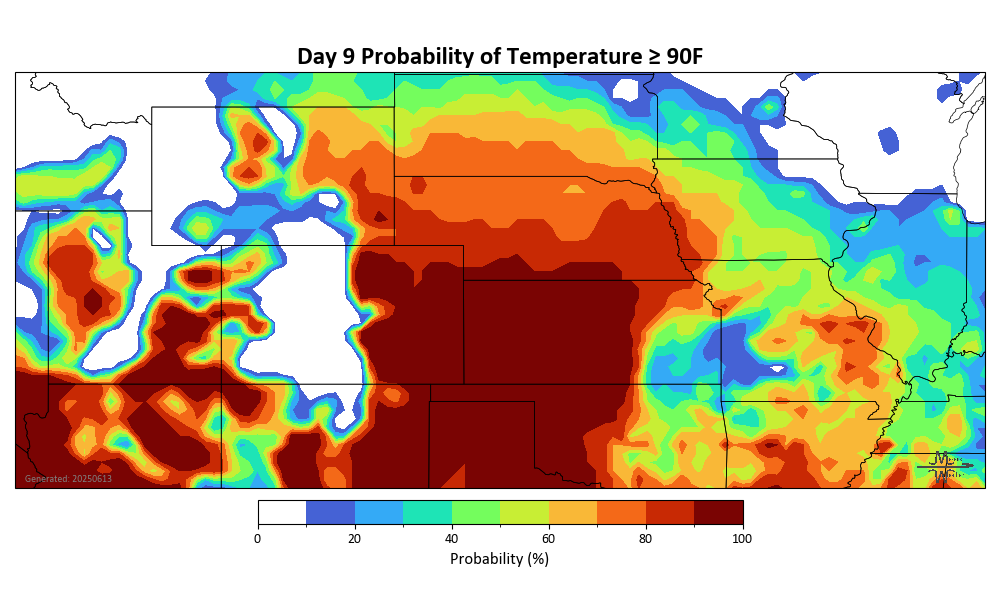 Day 9 Probability of Temperature ≥ 90F
Generated: 20250613
0 20 40 60 80 100
Probability (%)